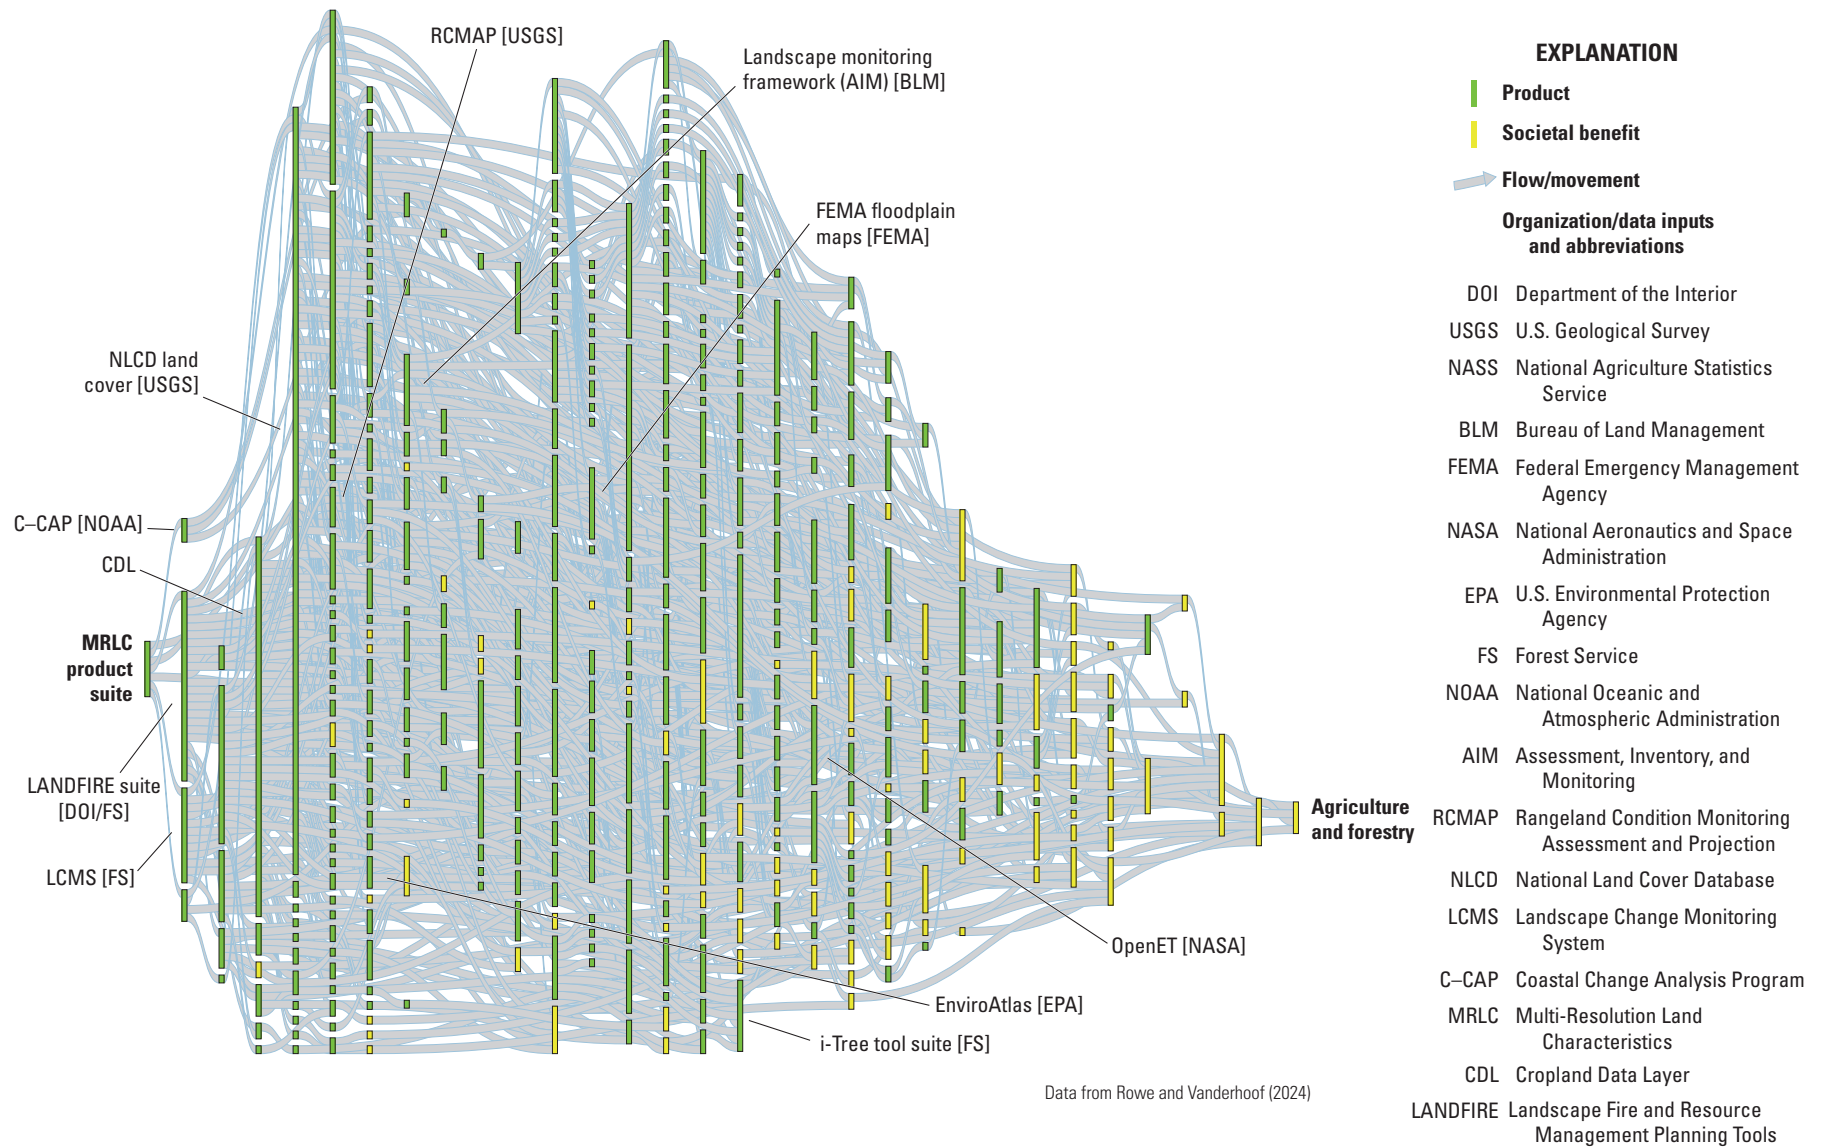 RCMAP [USGS]
Landscape monitoring
framework (AIM) [BLM]
FEMA floodplain
maps [FEMA]
NLCD land
cover [USGS]
C–CAP [NOAA]
CDL
MRLC
product
suite
LANDFIRE suite
[DOI/FS]
LCMS [FS]
Agriculture
and forestry
OpenET [NASA]
EnviroAtlas [EPA]
i-Tree tool suite [FS]
Data from Rowe and Vanderhoof (2024)
EXPLANATION
Product
Societal benefit
Flow/movement
Organization/data inputs
and abbreviations
DOI Department of the Interior
USGS U.S. Geological Survey
NASS National Agriculture Statistics
Service
BLM Bureau of Land Management
FEMA Federal Emergency Management
Agency
NASA National Aeronautics and Space
Administration
EPA U.S. Environmental Protection
Agency
FS Forest Service
NOAA National Oceanic and
Atmospheric Administration
AIM Assessment, Inventory, and
Monitoring
RCMAP Rangeland Condition Monitoring
Assessment and Projection
NLCD National Land Cover Database
LCMS Landscape Change Monitoring
System
C–CAP Coastal Change Analysis Program
MRLC Multi-Resolution Land
Characteristics
CDL Cropland Data Layer
LANDFIRE Landscape Fire and Resource
Management Planning Tools